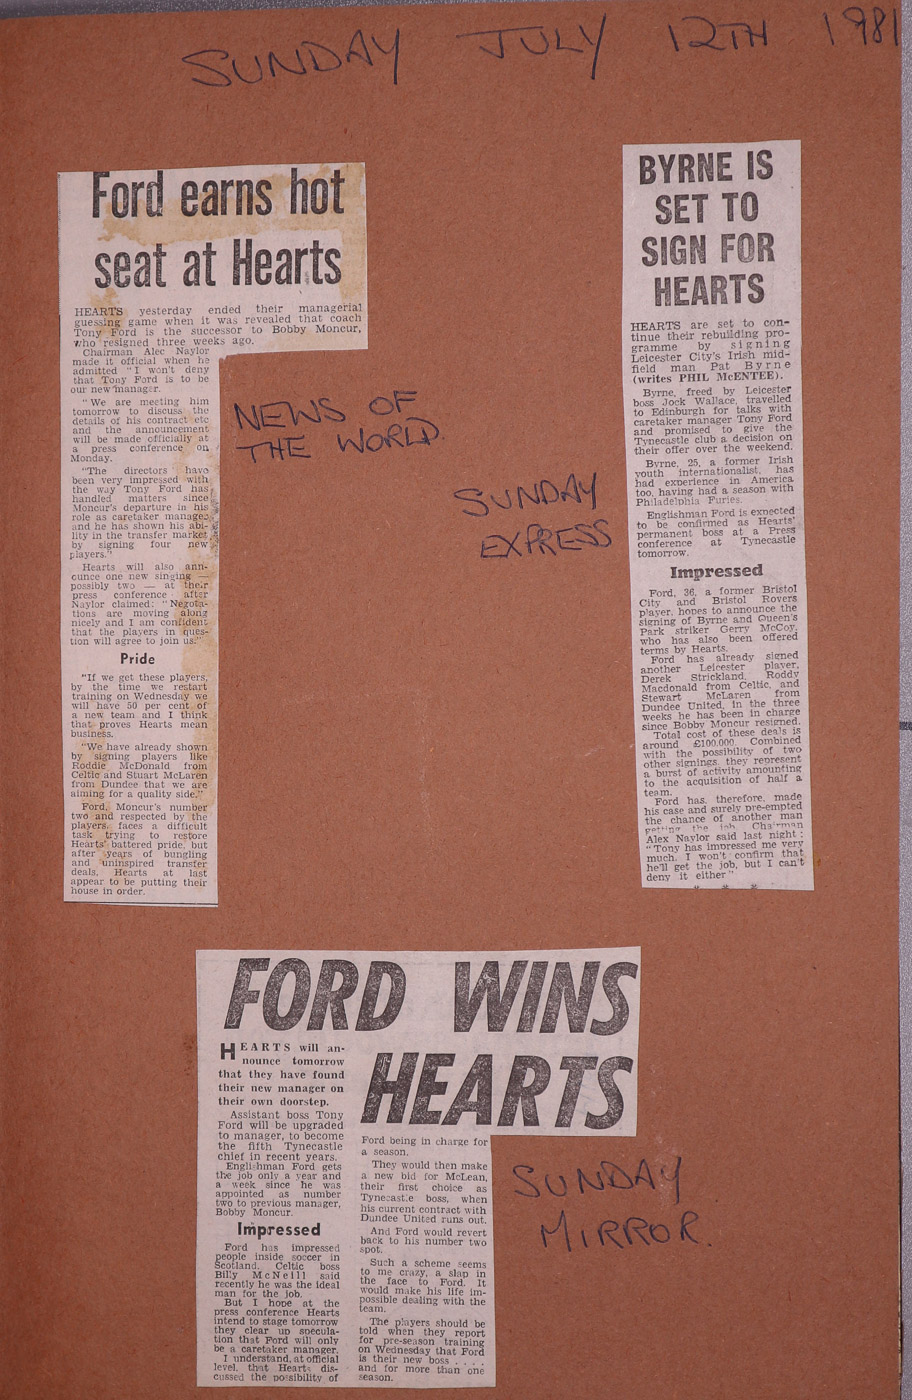 SUNDAY JULY 12TH 1981
Ford earns hot
seat at Hearts
HEARTS yesterday ended their managerial
guessing game when it was revealed that coach
Tony Ford is the successor to Bobby Moncur,
who resigned three weeks ago.
Chairman Alec Naylor
made it official when he
admitted "I won't deny
that Tony Ford is to be
our new manager.
"We are meeting him
tomorrow to discuss the
details of his contract etc
and the announcement
will be made officially at
a press conference on
Monday.
"The directors have
been very impressed with
the way Tony Ford has
handled matters since
Moncur's departure in his
role as caretaker manager
and he has shown his abi-
lity in the transfer market
by signing four new
players."
Hearts will also ann-
ounce one new singing —
possibly two — at their
press conference after
Naylor claimed: "Negota-
tions are moving along
nicely and I am confident
that the players in ques-
tion will agree to join us."
Pride
"If we get these players,
by the time we restart
training on Wednesday we
will have 50 per cent of
a new team and I think
that proves Hearts mean
business.
"We have already shown
by signing players like
Roddie McDonald from
Celtic and Stuart McLaren
from Dundee that we are
aiming for a quality side."
Ford, Moncur's number
two and respected by the
players, faces a difficult
task trying to restore
Hearts' battered pride, but
after years of bungling
and uninspired transfer
deals, Hearts at last
appear to be putting their
house in order.
NEWS OF
THE WORLD.
BYRNE IS
SET TO
SIGN FOR
HEARTS
HEARTS are set to con-
tinue their rebuilding pro-
gramme by signing
Leicester City's Irish mid-
field man Pat Byrne
(writes PHIL McENTEE).
Byrne, freed by Leicester
boss Jock Wallace, travelled
to Edinburgh for talks with
caretaker manager Tony Ford
and promised to give the
Tynecastle club a decision on
their offer over the weekend.
Byrne, 25, a former Irish
youth internationalist, has
had experience in America
too, having had a season with
Philadelphia Furies.
Englishman Ford is expected
to be confirmed as Hearts'
permanent boss at a Press
conference at Tynecastle
tomorrow.
Impressed
Ford, 36, a former Bristol
City and Bristol Rovers
player, hopes to announce the
signing of Byrne and Queen's
Park striker Gerry McCoy,
who has also been offered
terms by Hearts.
Ford has already signed
another Leicester player,
Derek Strickland, Roddy
Macdonald from Celtic, and
Stewart McLaren from
Dundee United, in the three
weeks he has been in charge
since Bobby Moncur resigned.
Total cost of these deals is
around £100,000. Combined
with the possibility of two
other signings, they represent
a burst of activity amounting
to the acquisition of half a
team.
Ford has, therefore, made
his case and surely pre-empted
the chance of another man
getting the job. Chairman
Alex Naylor said last night:
"Tony has impressed me very
much. I won't confirm that
he'll get the job, but I can't
deny it either"
* * *
SUNDAY
EXPRESS
FORD WINS
HEARTS
HEARTS will an-
nounce tomorrow
that they have found
their new manager on
their own doorstep.
Assistant boss Tony
Ford will be upgraded
to manager, to become
the fifth Tynecastle
chief in recent years.
Englishman Ford gets
the job only a year and
a week since he was
appointed as number
two to previous manager,
Bobby Moncur.
Impressed
Ford has impressed
people inside soccer in
Scotland. Celtic boss
Billy McNeill said
recently he was the ideal
man for the job.
But I hope at the
press conference Hearts
intend to stage tomorrow
they clear up specula-
tion that Ford will only
be a caretaker manager.
I understand, at official
level, that Hearts dis-
cussed the possibility of
Ford being in charge for
a season.
They would then make
a new bid for McLean,
their first choice as
Tynecastle boss, when
his current contract with
Dundee United runs out.
And Ford would revert
back to his number two
spot.
Such a scheme seems
to me crazy, a slap in
the face to Ford. It
would make his life im-
possible dealing with the
team.
The players should be
told when they report
for pre-season training
on Wednesday that Ford
is their new boss . . . .
and for more than one
season.
SUNDAY
MIRROR.